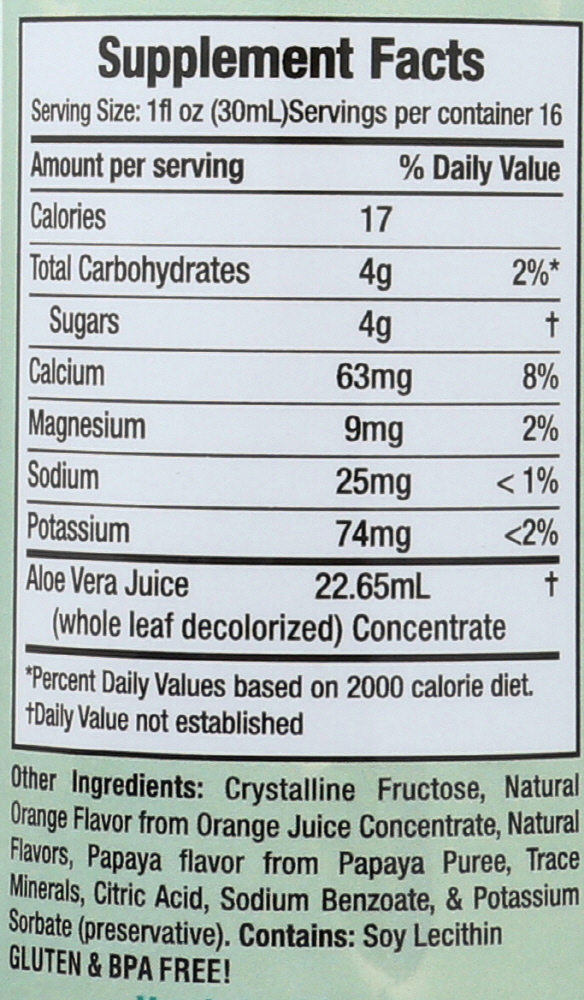 Supplement Facts
Serving Size: 1fl oz (30mL)Servings per container 16
Amount per serving % Daily Value
Calories 17
Total Carbohydrates 4g 2%*
Sugars 4g †
Calcium 63mg 8%
Magnesium 9mg 2%
Sodium 25mg < 1%
Potassium 74mg <2%
Aloe Vera Juice 22.65mL †
(whole leaf decolorized) Concentrate
*Percent Daily Values based on 2000 calorie diet.
†Daily Value not established
Other Ingredients: Crystalline Fructose, Natural
Orange Flavor from Orange Juice Concentrate, Natural
Flavors, Papaya flavor from Papaya Puree, Trace
Minerals, Citric Acid, Sodium Benzoate, & Potassium
Sorbate (preservative). Contains: Soy Lecithin
GLUTEN & BPA FREE!